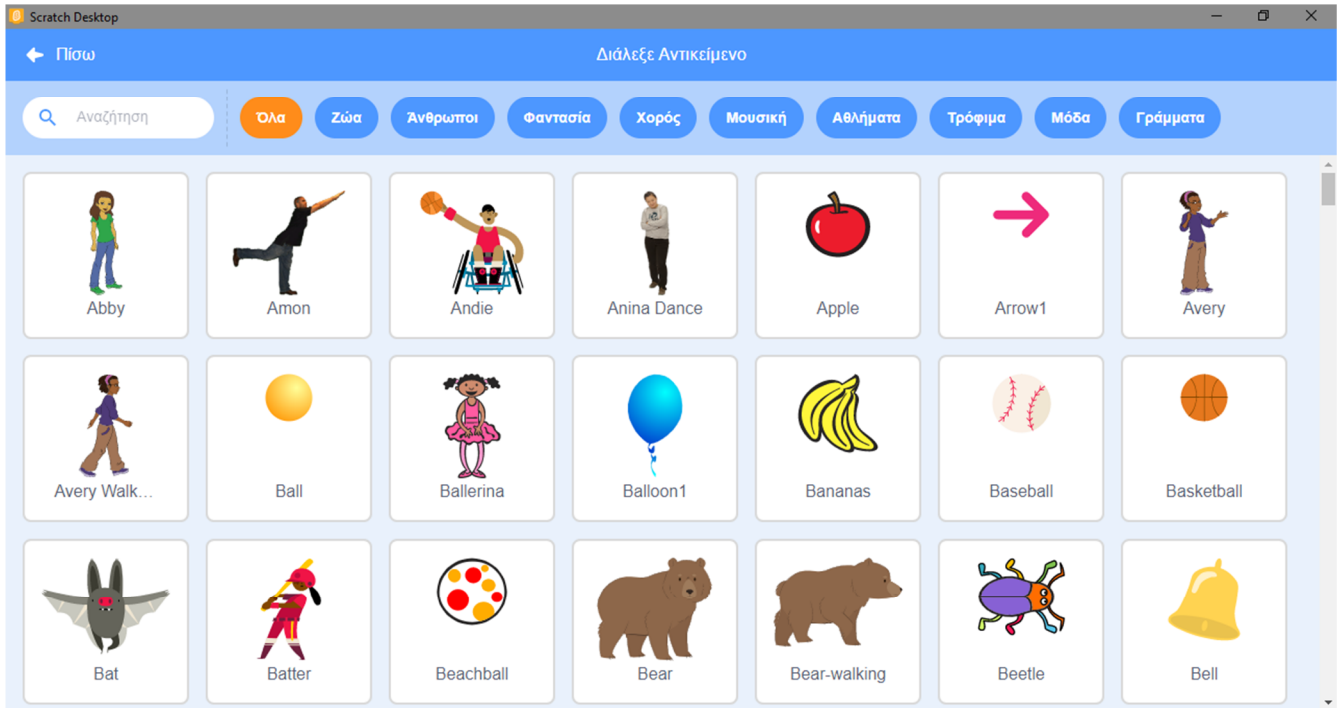 Scratch Desktop
Πίσω
Διάλεξε Αντικείμενο
Αναζήτηση
Όλα Ζώα Άνθρωποι Φαντασία Χορός Μουσική Αθλήματα Τρόφιμα Μόδα Γράμματα
Abby Amon Andie Anina Dance Apple Arrow1 Avery
Avery Walk... Ball Ballerina Balloon1 Bananas Baseball Basketball
Bat Batter Beachball Bear Bear-walking Beetle Bell